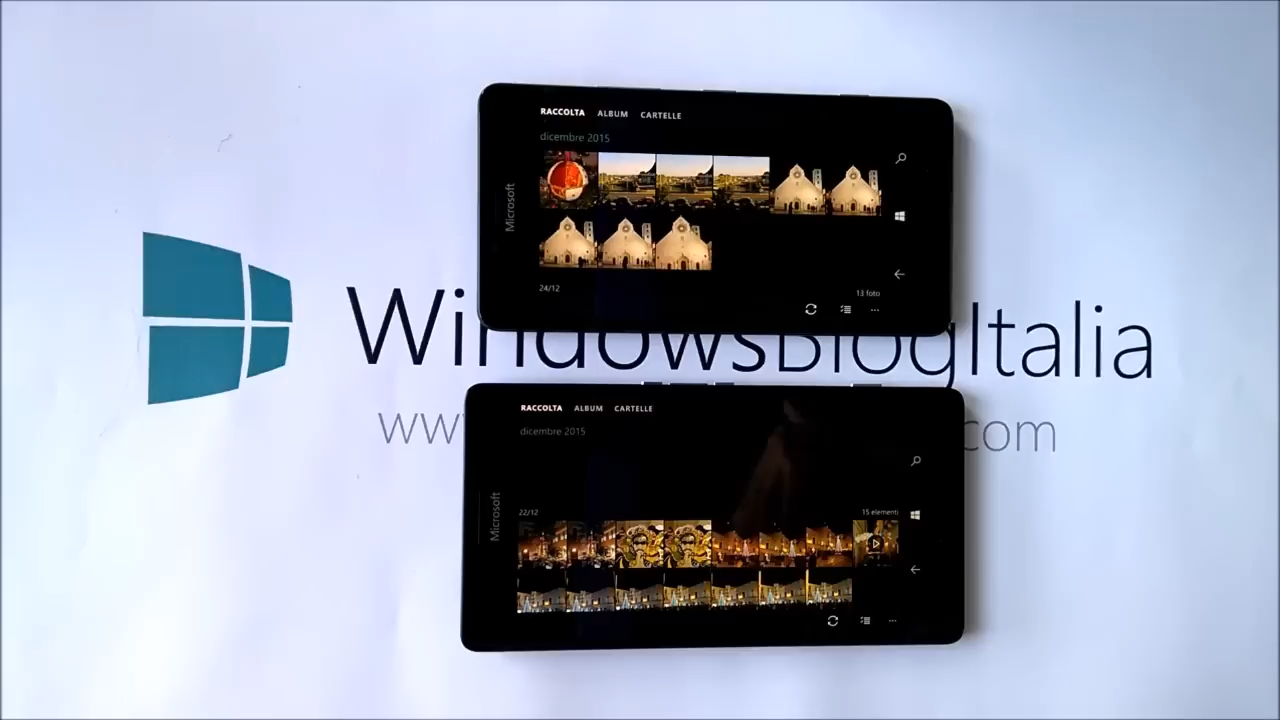 RACCOLTA ALBUM CARTELLE
dicembre 2015
Microsoft
24/12
13 foto
WindowsBlogItalia
www.
com
RACCOLTA ALBUM CARTELLE
dicembre 2015
Microsoft
22/12
15 elementi